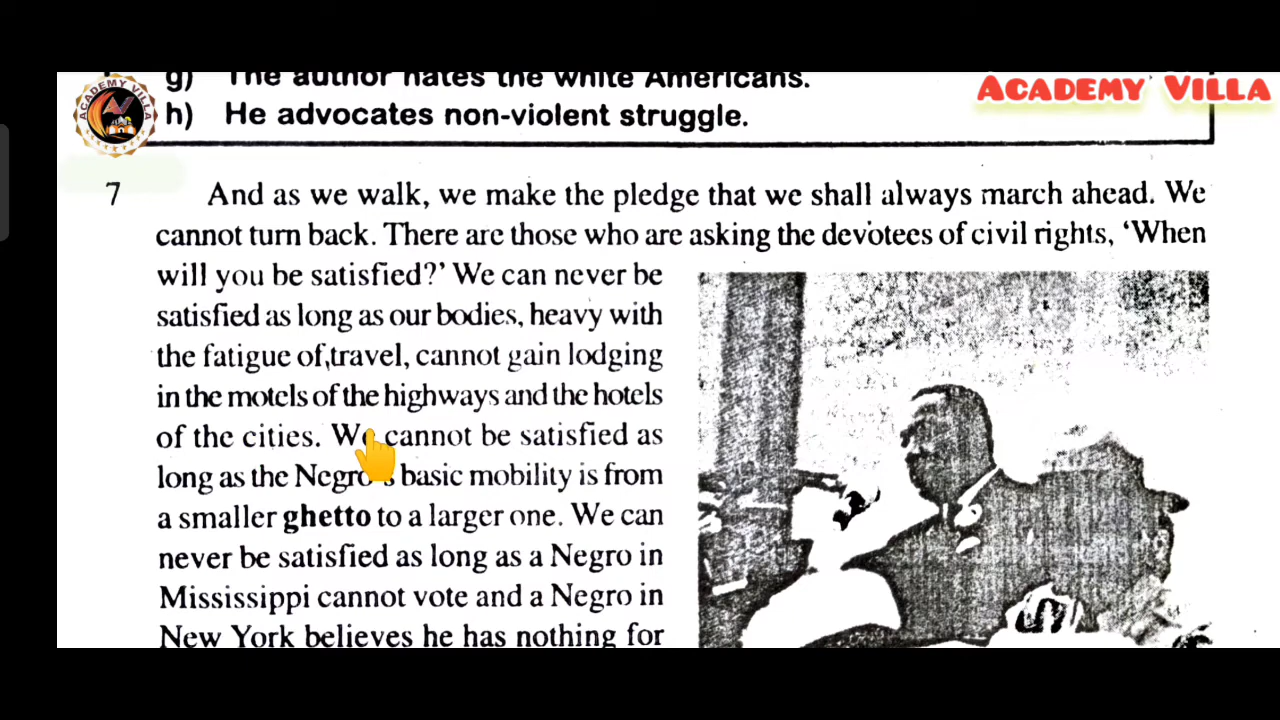 g) The author hates the white Americans.
ACADEMY VILLA
ACADEMY VILLA
h) He advocates non-violent struggle.
7 And as we walk, we make the pledge that we shall always march ahead. We
cannot turn back. There are those who are asking the devotees of civil rights, ‘When
will you be satisfied?’ We can never be
satisfied as long as our bodies, heavy with
the fatigue of travel, cannot gain lodging
in the motels of the highways and the hotels
of the cities. We cannot be satisfied as
long as the Negro's basic mobility is from
a smaller ghetto to a larger one. We can
never be satisfied as long as a Negro in
Mississippi cannot vote and a Negro in
New York believes he has nothing for